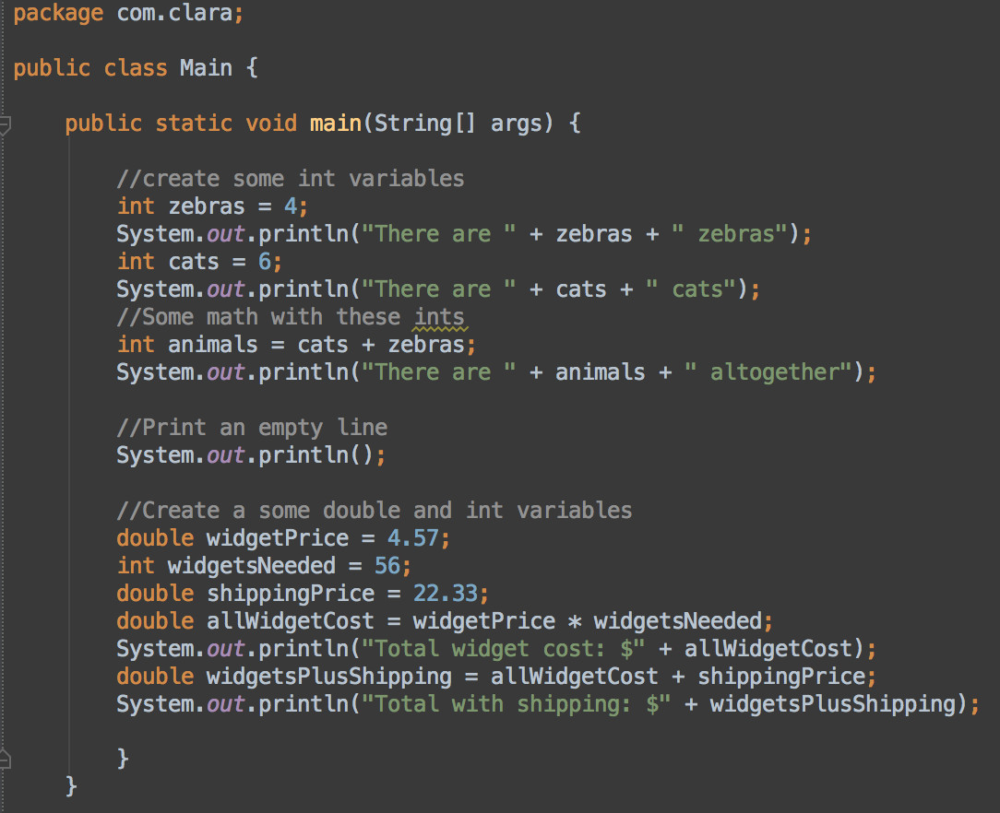 package com.clara;
public class Main {
public static void main(String[] args) {
//create some int variables
int zebras = 4;
System.out.println("There are " + zebras + " zebras");
int cats = 6;
System.out.println("There are " + cats + " cats");
//Some math with these ints
int animals = cats + zebras;
System.out.println("There are " + animals + " altogether");
//Print an empty line
System.out.println();
//Create a some double and int variables
double widgetPrice = 4.57;
int widgetsNeeded = 56;
double shippingPrice = 22.33;
double allWidgetCost = widgetPrice * widgetsNeeded;
System.out.println("Total widget cost: $" + allWidgetCost);
double widgetsPlusShipping = allWidgetCost + shippingPrice;
System.out.println("Total with shipping: $" + widgetsPlusShipping);
}
}